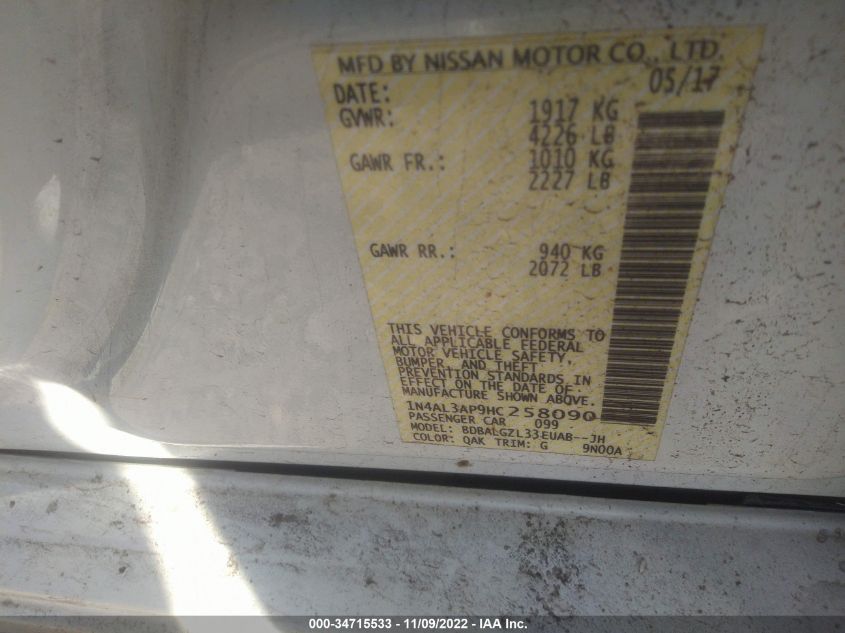 MFD BY NISSAN MOTOR CO., LTD.
DATE: 05/17
GVWR: 1917 KG
4226 LB
GAWR FR.: 1010 KG
2227 LB
GAWR RR.: 940 KG
2072 LB
THIS VEHICLE CONFORMS TO
ALL APPLICABLE FEDERAL
MOTOR VEHICLE SAFETY,
BUMPER, AND THEFT
PREVENTION STANDARDS IN
EFFECT ON THE DATE OF
MANUFACTURE SHOWN ABOVE.
1N4AL3AP9HC258090
PASSENGER CAR 099
MODEL: BDBALGZL33EUAB--JH
COLOR: QAK TRIM: G 9N00A
000-34715533 - 11/09/2022 - IAA Inc.